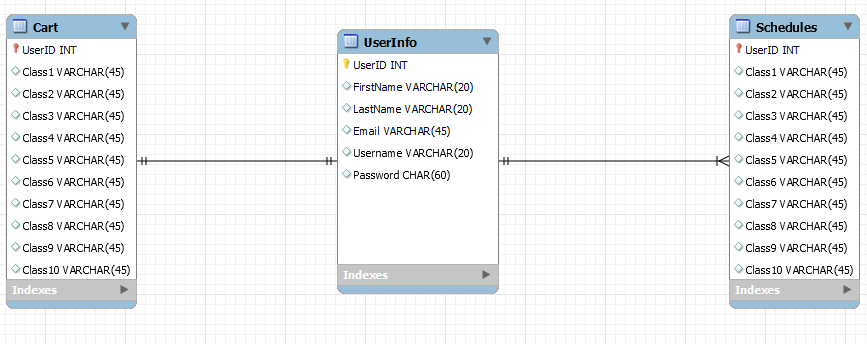 Cart
UserID INT
Class1 VARCHAR(45)
Class2 VARCHAR(45)
Class3 VARCHAR(45)
Class4 VARCHAR(45)
Class5 VARCHAR(45)
Class6 VARCHAR(45)
Class7 VARCHAR(45)
Class8 VARCHAR(45)
Class9 VARCHAR(45)
Class10 VARCHAR(45)
Indexes
UserInfo
UserID INT
FirstName VARCHAR(20)
LastName VARCHAR(20)
Email VARCHAR(45)
Username VARCHAR(20)
Password CHAR(60)
Indexes
Schedules
UserID INT
Class1 VARCHAR(45)
Class2 VARCHAR(45)
Class3 VARCHAR(45)
Class4 VARCHAR(45)
Class5 VARCHAR(45)
Class6 VARCHAR(45)
Class7 VARCHAR(45)
Class8 VARCHAR(45)
Class9 VARCHAR(45)
Class10 VARCHAR(45)
Indexes